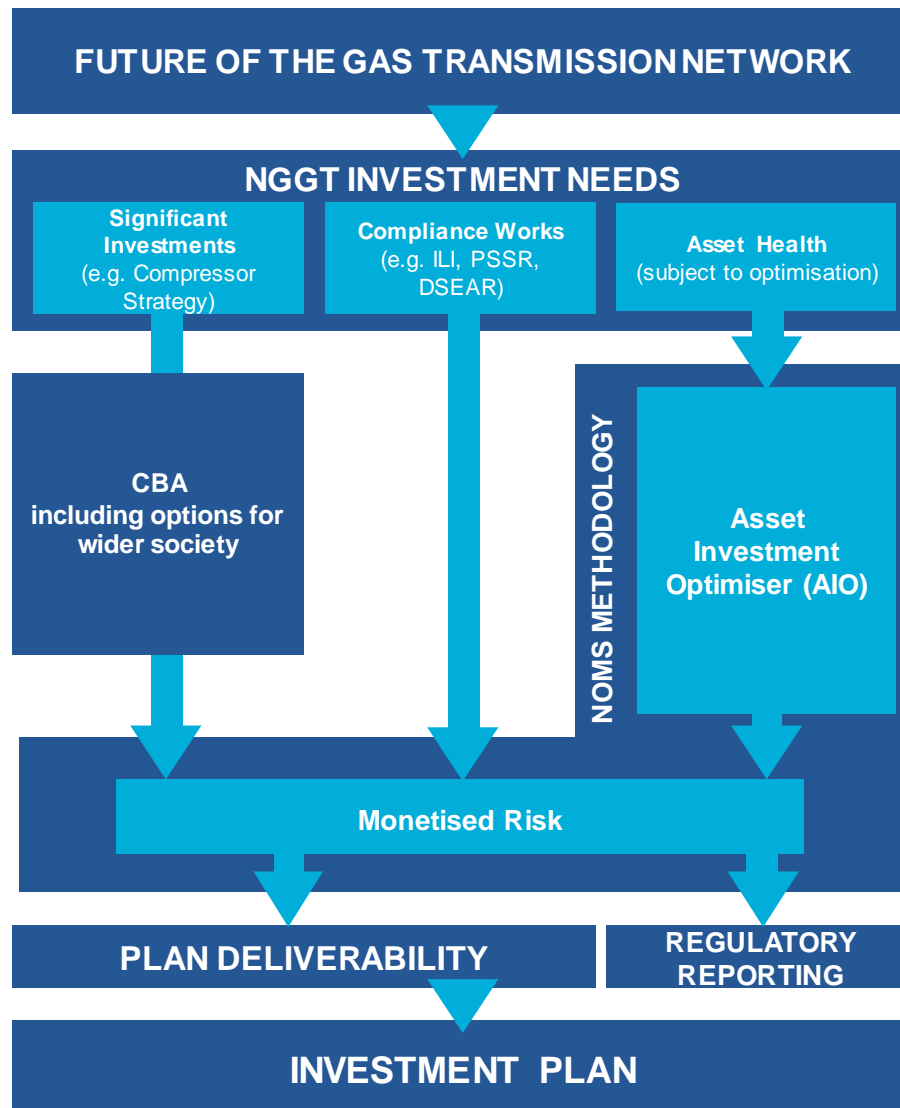 FUTURE OF THE GAS TRANSMISSION NETWORK
NGGT INVESTMENT NEEDS
Significant
Investments
(e.g. Compressor
Strategy)
Compliance Works
(e.g. ILI, PSSR,
DSEAR)
Asset Health
(subject to optimisation)
CBA
including options for
wider society
NOMS METHODOLOGY
Asset
Investment
Optimiser (AIO)
Monetised Risk
PLAN DELIVERABILITY
REGULATORY
REPORTING
INVESTMENT PLAN